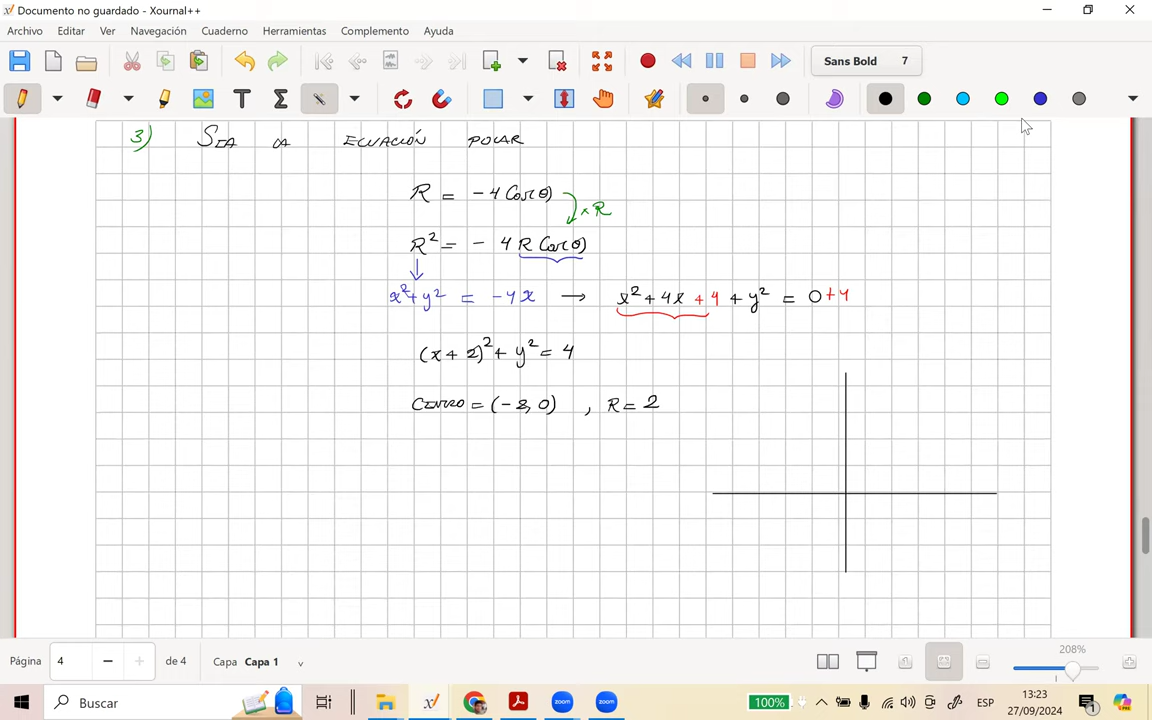 Documento no guardado - Xournal++
Archivo Editar Ver Navegación Cuaderno Herramientas Complemento Ayuda
Sans Bold 7
3) SEA LA ECUACIÓN POLAR
R = -4 Cos(θ)
× R
R² = - 4 R Cos(θ)
x² + y² = -4x → x² + 4x + 4 + y² = 0 + 4
(x + 2)² + y² = 4
CENTRO = (-2, 0) , R = 2
Página 4 de 4 Capa Capa 1 208%
Buscar 100% ESP 13:23
27/09/2024 1